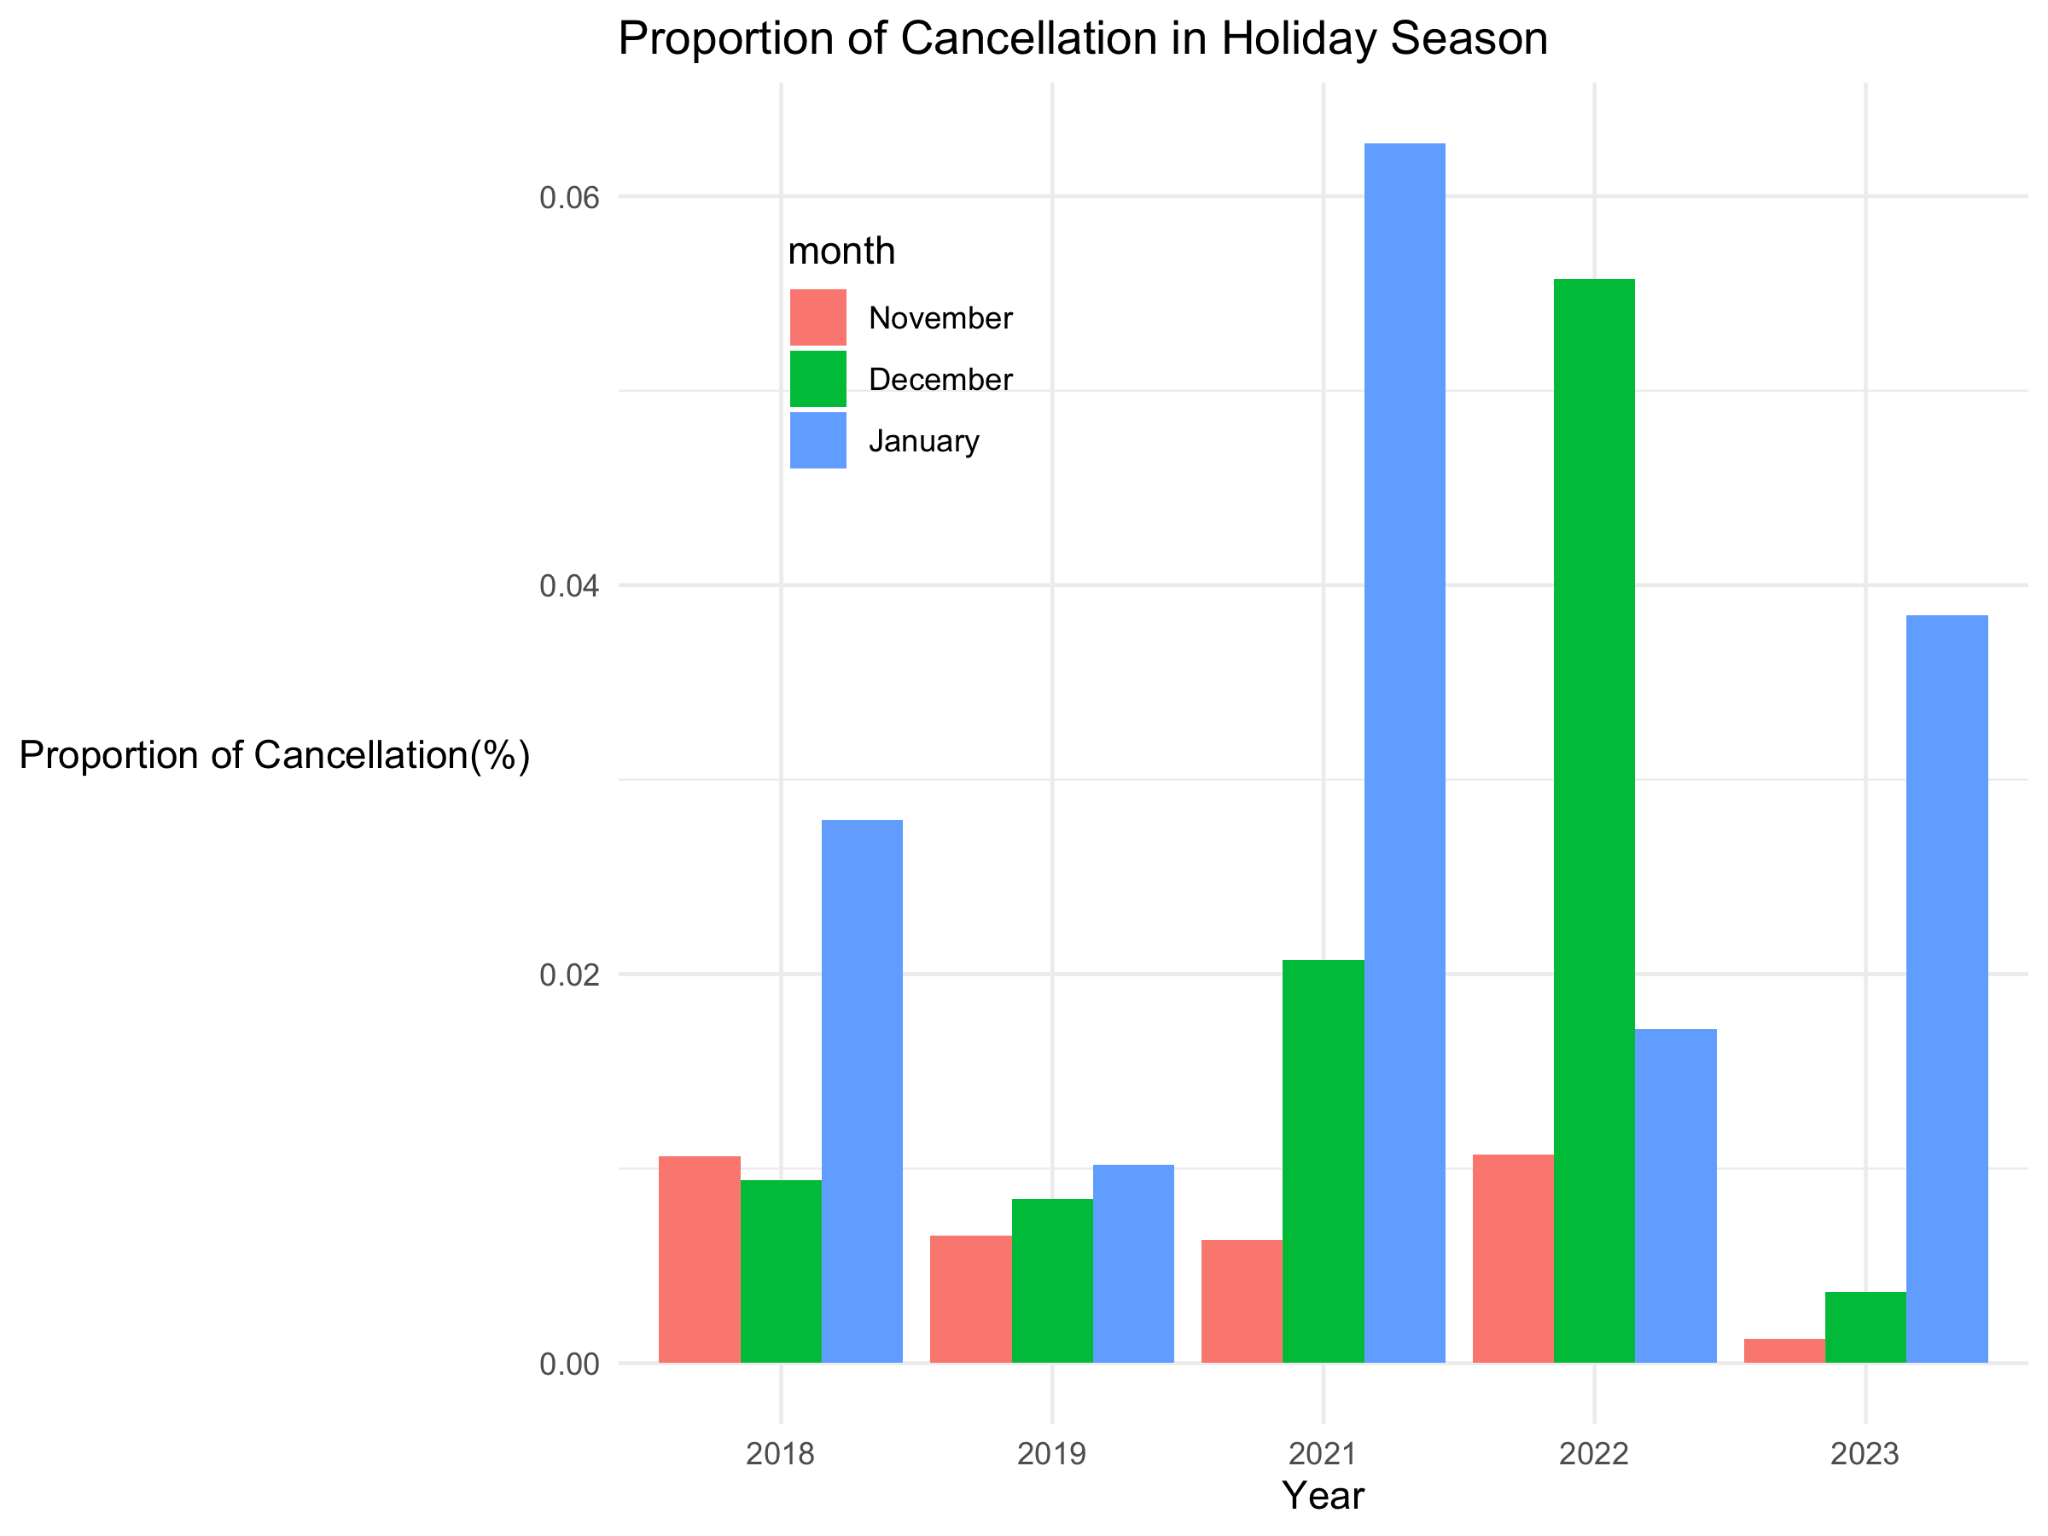 Proportion of Cancellation in Holiday Season
0.06
month
November
December
January
0.04
Proportion of Cancellation(%)
0.02
0.00
2018 2019 2021 2022 2023
Year